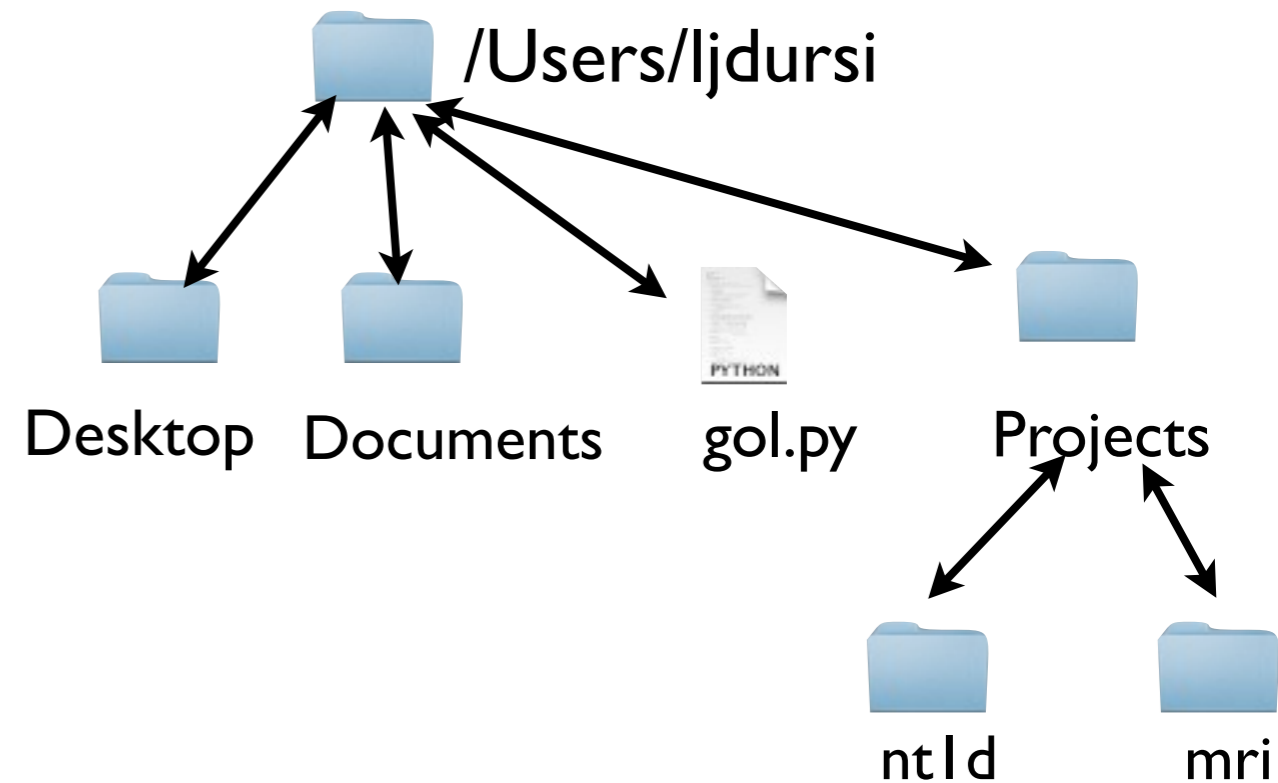 /Users/ljdursi
PYTHON
Desktop
Documents
gol.py
Projects
nt1d
mri